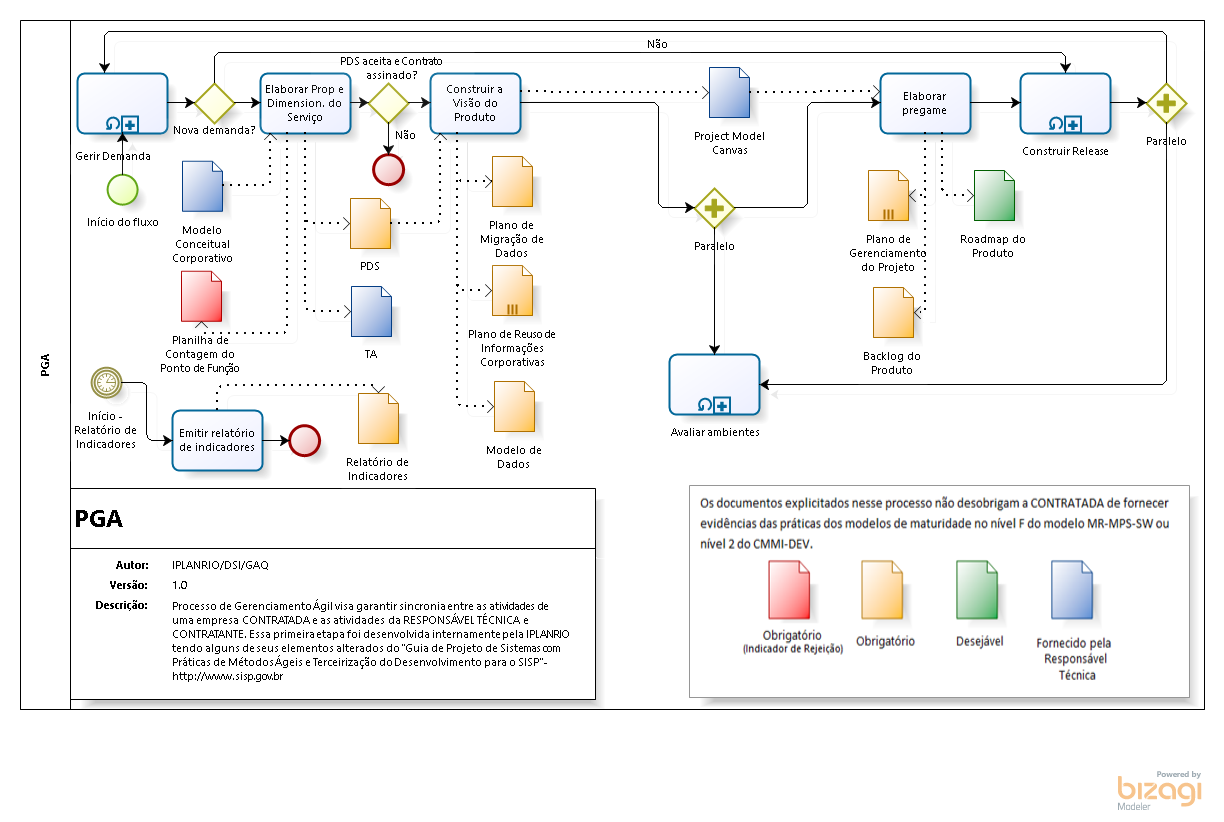 PGA
Não
PDS aceita e Contrato
assinado?
Elaborar Prop e
Dimension. do
Serviço
Construir a
Visão do
Produto
Elaborar
pregame
Nova demanda?
Não
Project Model
Canvas
Paralelo
Gerir Demanda
Construir Release
Início do fluxo
Modelo
Conceitual
Corporativo
PDS
Plano de
Migração de
Dados
Paralelo
Plano de
Gerenciamento
do Projeto
Roadmap do
Produto
Planilha de
Contagem do
Ponto de Função
TA
Plano de Reuso de
Informações
Corporativas
Backlog do
Produto
Início -
Relatório de
Indicadores
Emitir relatório
de indicadores
Relatório de
Indicadores
Modelo de
Dados
Avaliar ambientes
PGA
Autor: IPLANRIO/DSI/GAQ
Versão: 1.0
Descrição: Processo de Gerenciamento Ágil visa garantir sincronia entre as atividades de
uma empresa CONTRATADA e as atividades da RESPONSÁVEL TÉCNICA e
CONTRATANTE. Essa primeira etapa foi desenvolvida internamente pela IPLANRIO
tendo alguns de seus elementos alterados do "Guia de Projeto de Sistemas com
Práticas de Métodos Ágeis e Terceirização do Desenvolvimento para o SISP"-
http://www.sisp.gov.br
Os documentos explicitados nesse processo não desobrigam a CONTRATADA de fornecer
evidências das práticas dos modelos de maturidade no nível F do modelo MR-MPS-SW ou
nível 2 do CMMI-DEV.
Obrigatório
(Indicador de Rejeição)
Obrigatório
Desejável
Fornecido pela
Responsável
Técnica
Powered by
bizagi
Modeler